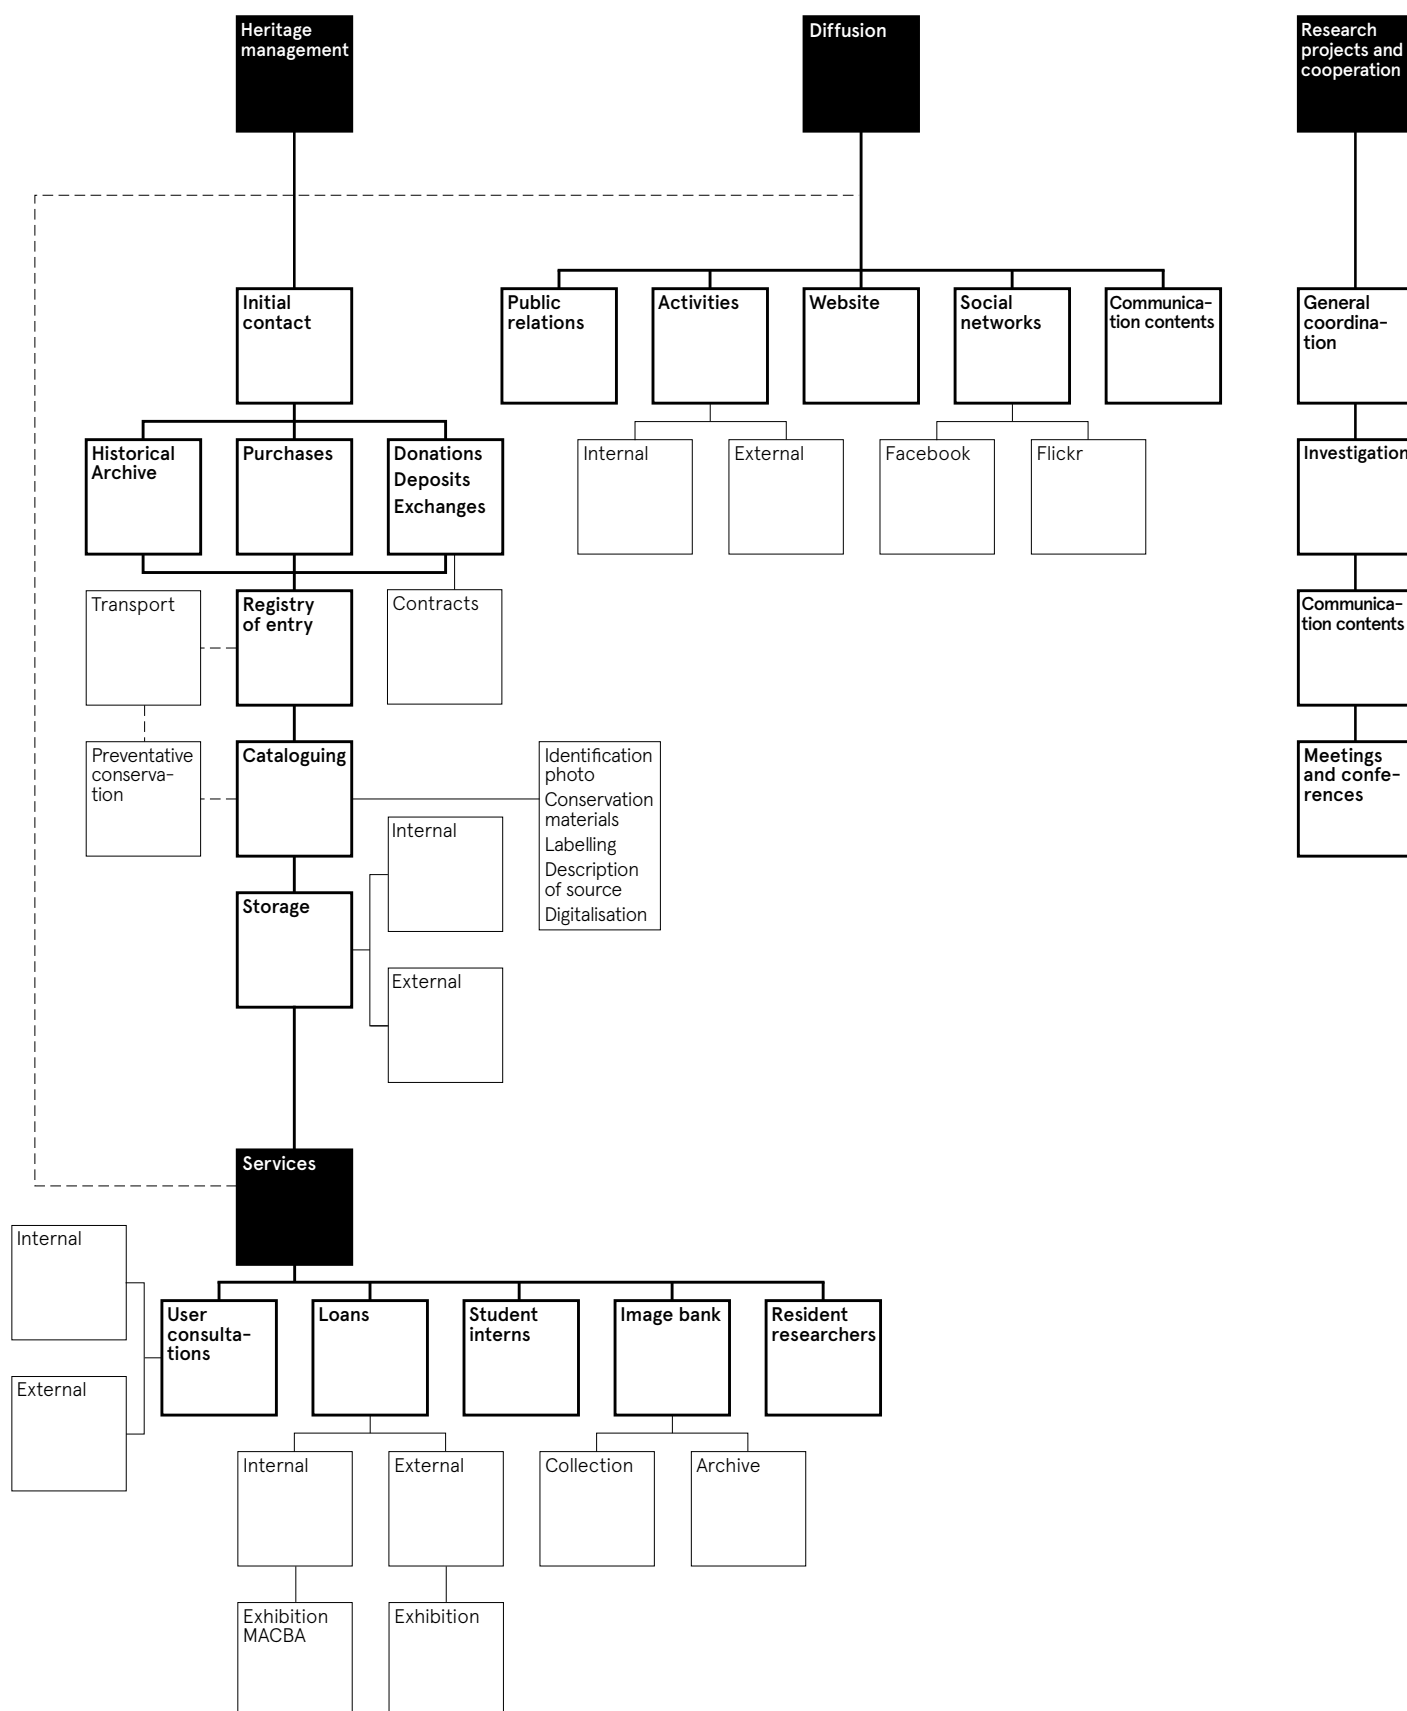 Heritage
management
Diffusion
Research
projects and
cooperation
Initial
contact
Public
relations
Activities
Website
Social
networks
Communica-
tion contents
General
coordina-
tion
Historical
Archive
Purchases
Donations
Deposits
Exchanges
Internal
External
Facebook
Flickr
Investigation
Transport
Registry
of entry
Contracts
Communica-
tion contents
Preventative
conserva-
tion
Cataloguing
Identification
photo
Conservation
materials
Labelling
Description
of source
Digitalisation
Meetings
and confe-
rences
Internal
Storage
External
Services
Internal
External
User
consulta-
tions
Loans
Student
interns
Image bank
Resident
researchers
Internal
External
Collection
Archive
Exhibition
MACBA
Exhibition